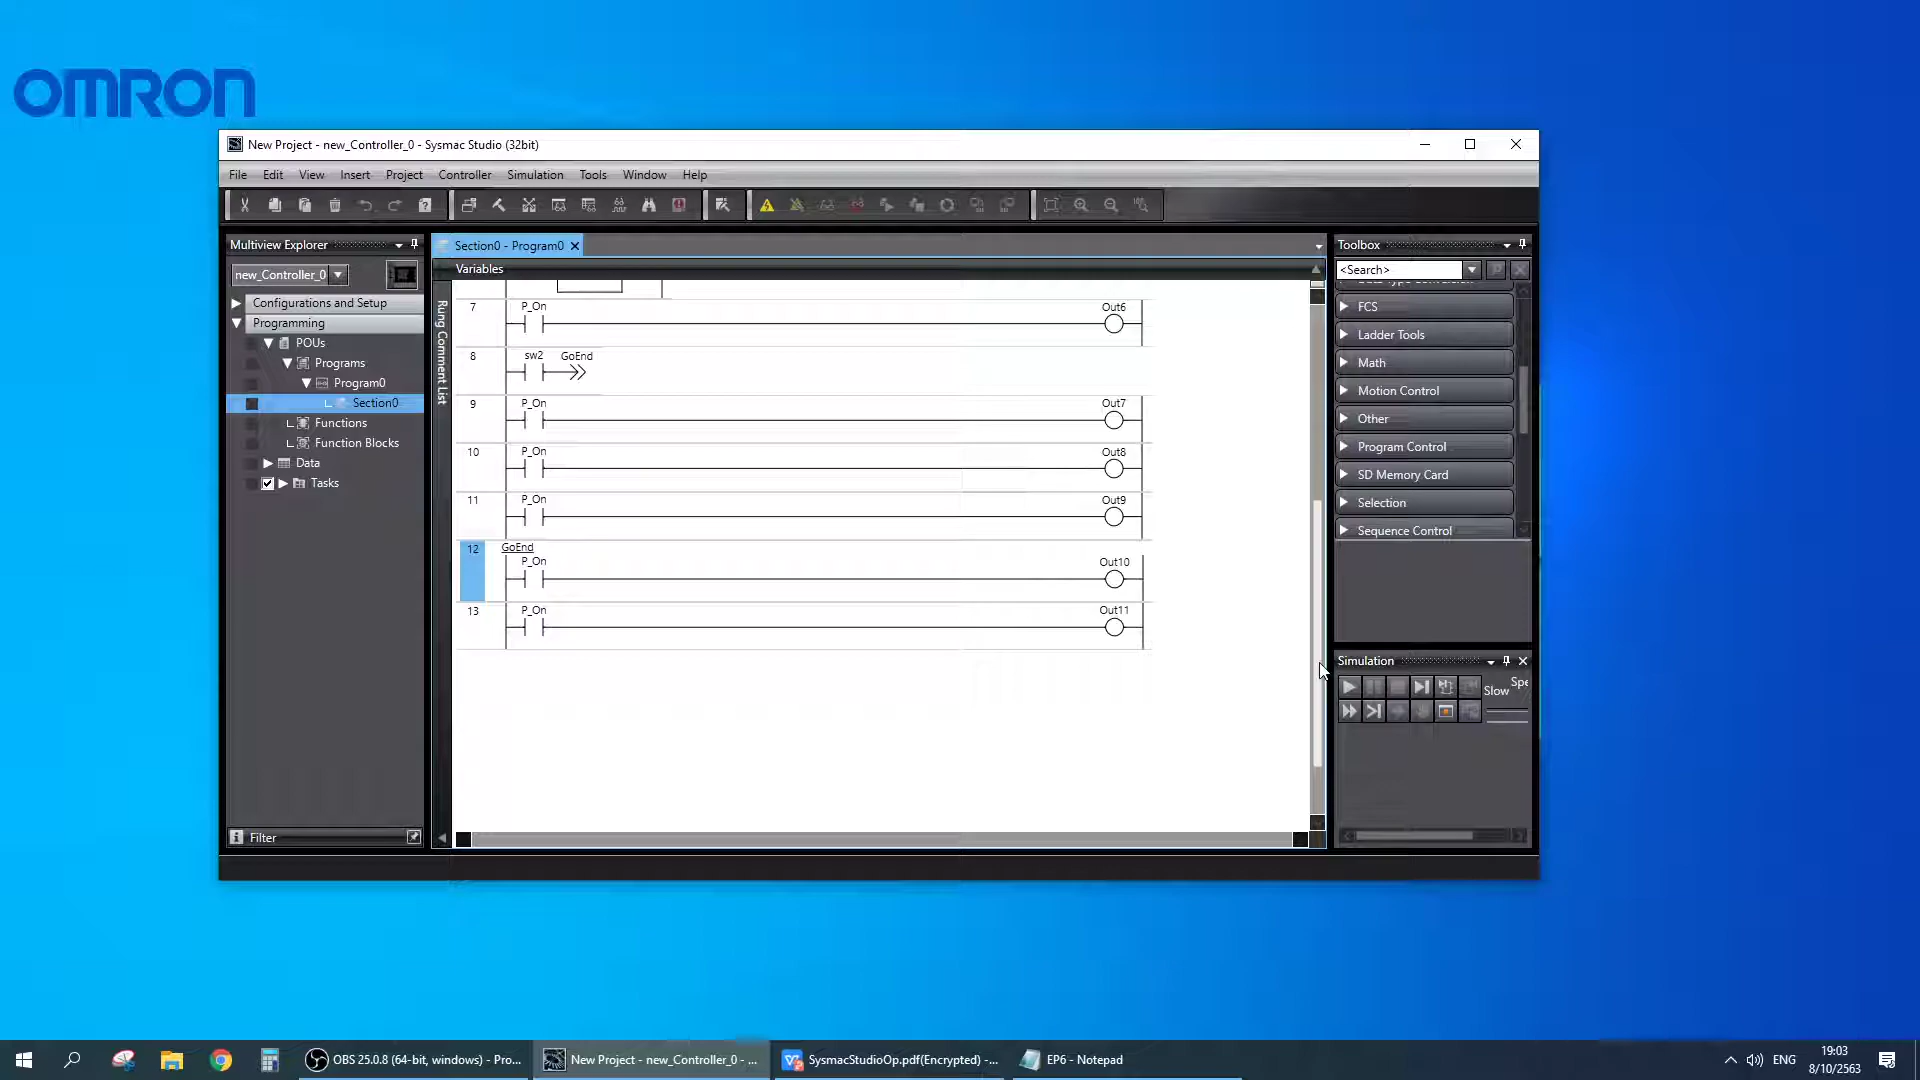 OMRON
New Project - new_Controller_0 - Sysmac Studio (32bit)
File Edit View Insert Project Controller Simulation Tools Window Help
Multiview Explorer
new_Controller_0
Configurations and Setup
Programming
POUs
Programs
Program0
Section0
Functions
Function Blocks
Data
Tasks
Filter
Section0 - Program0
Variables
Rung Comment List
7 P_On Out6
8 sw2 GoEnd
9 P_On Out7
10 P_On Out8
11 P_On Out9
12 GoEnd
P_On Out10
13 P_On Out11
Toolbox
<Search>
FCS
Ladder Tools
Math
Motion Control
Other
Program Control
SD Memory Card
Selection
Sequence Control
Simulation
Slow Spe
OBS 25.0.8 (64-bit, windows) - Pro...
New Project - new_Controller_0 - ...
SysmacStudioOp.pdf(Encrypted) -...
EP6 - Notepad
ENG
19:03
8/10/2563